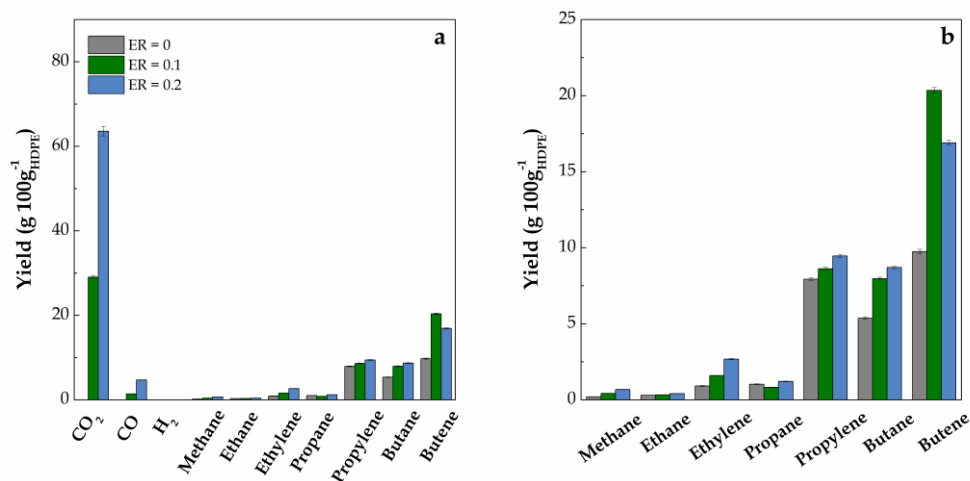 a
ER = 0
ER = 0.1
ER = 0.2
80
60
40
20
0
Yield (g 100g⁻¹HDPE)
CO₂
CO
H₂
Methane
Ethane
Ethylene
Propane
Propylene
Butane
Butene
b
25
20
15
10
5
0
Yield (g 100g⁻¹HDPE)
Methane
Ethane
Ethylene
Propane
Propylene
Butane
Butene